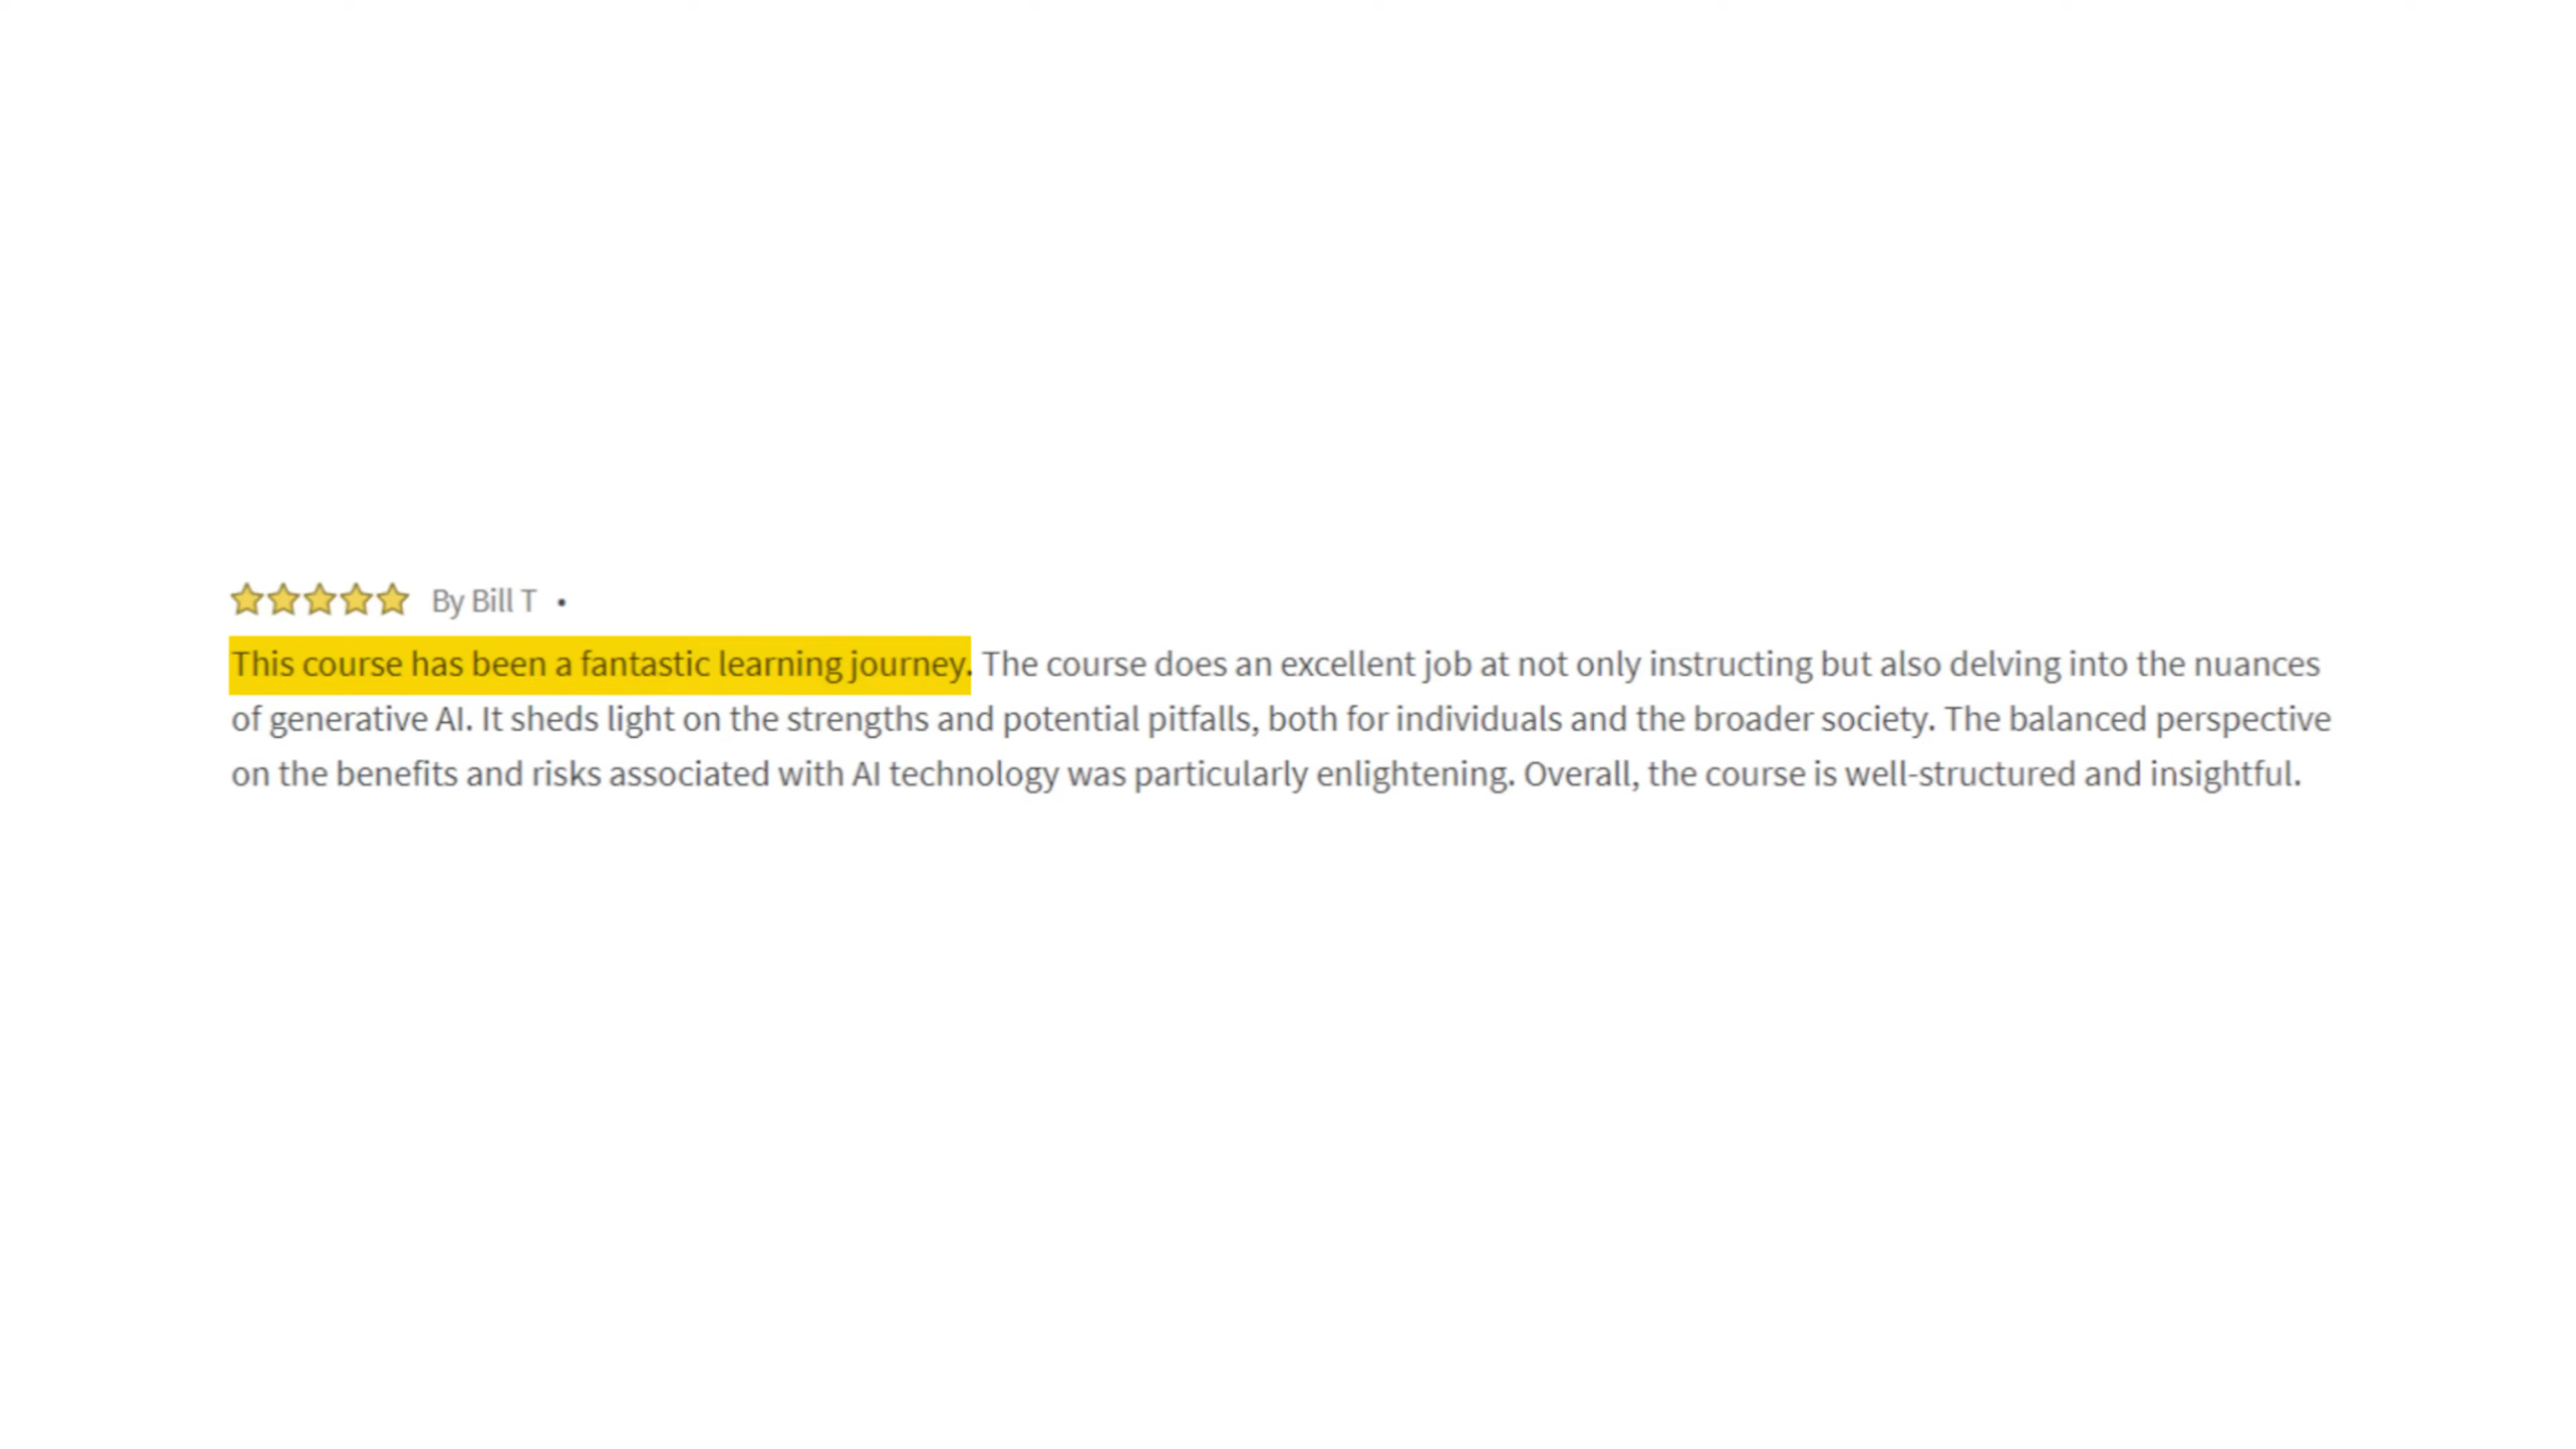 By Bill T •
This course has been a fantastic learning journey. The course does an excellent job at not only instructing but also delving into the nuances
of generative AI. It sheds light on the strengths and potential pitfalls, both for individuals and the broader society. The balanced perspective
on the benefits and risks associated with AI technology was particularly enlightening. Overall, the course is well-structured and insightful.